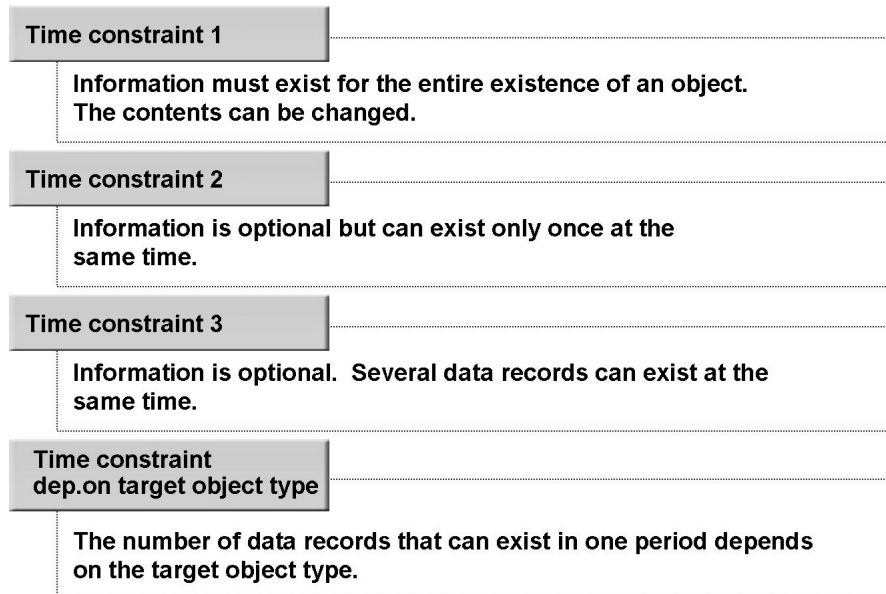 Time constraint 1
Information must exist for the entire existence of an object.
The contents can be changed.
Time constraint 2
Information is optional but can exist only once at the
same time.
Time constraint 3
Information is optional.  Several data records can exist at the
same time.
Time constraint
dep.on target object type
The number of data records that can exist in one period depends
on the target object type.